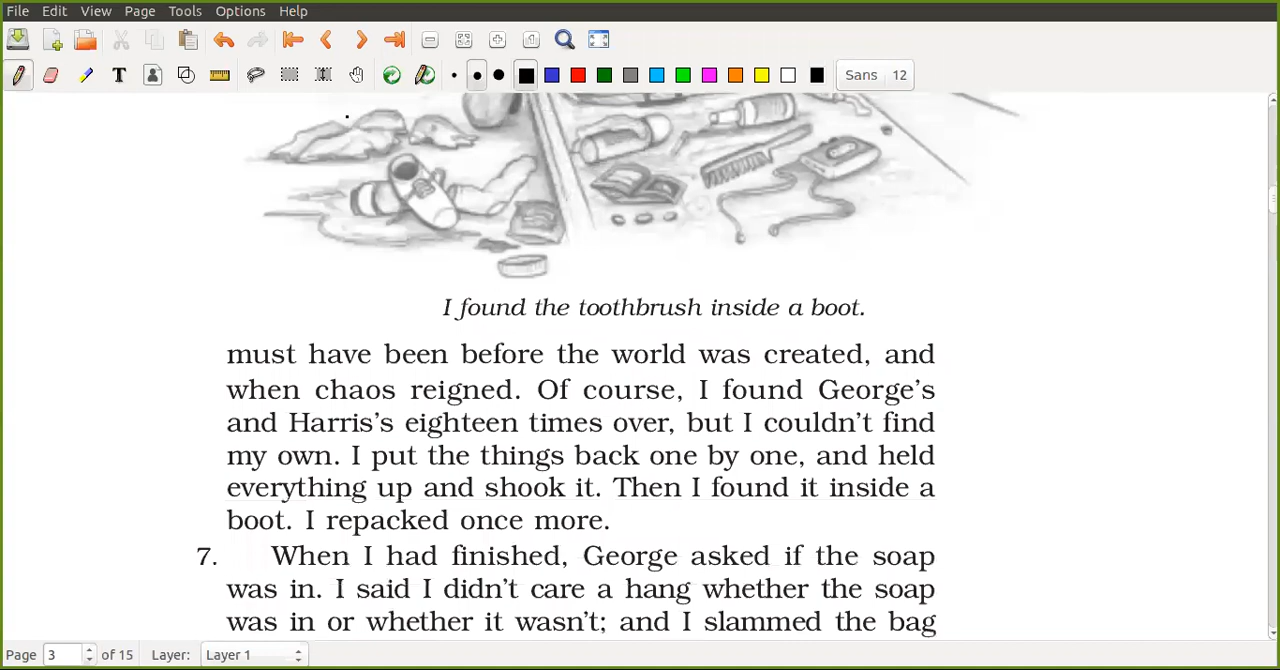 File Edit View Page Tools Options Help
T Sans 12
I found the toothbrush inside a boot.
must have been before the world was created, and
when chaos reigned. Of course, I found George's
and Harris's eighteen times over, but I couldn't find
my own. I put the things back one by one, and held
everything up and shook it. Then I found it inside a
boot. I repacked once more.
7. When I had finished, George asked if the soap
was in. I said I didn't care a hang whether the soap
was in or whether it wasn't; and I slammed the bag
Page 3 of 15 Layer: Layer 1